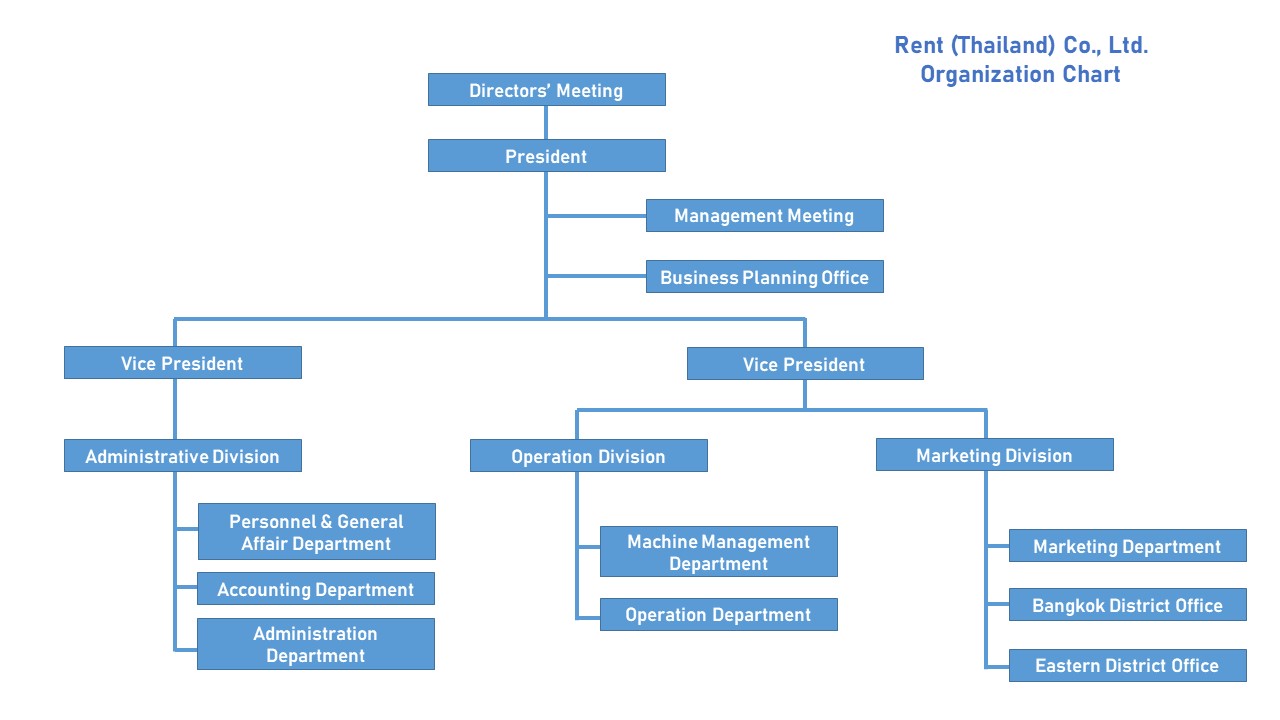 Rent (Thailand) Co., Ltd.
Organization Chart
Directors’ Meeting
President
Management Meeting
Business Planning Office
Vice President
Vice President
Administrative Division
Operation Division
Marketing Division
Personnel & General
Affair Department
Accounting Department
Administration
Department
Machine Management
Department
Operation Department
Marketing Department
Bangkok District Office
Eastern District Office